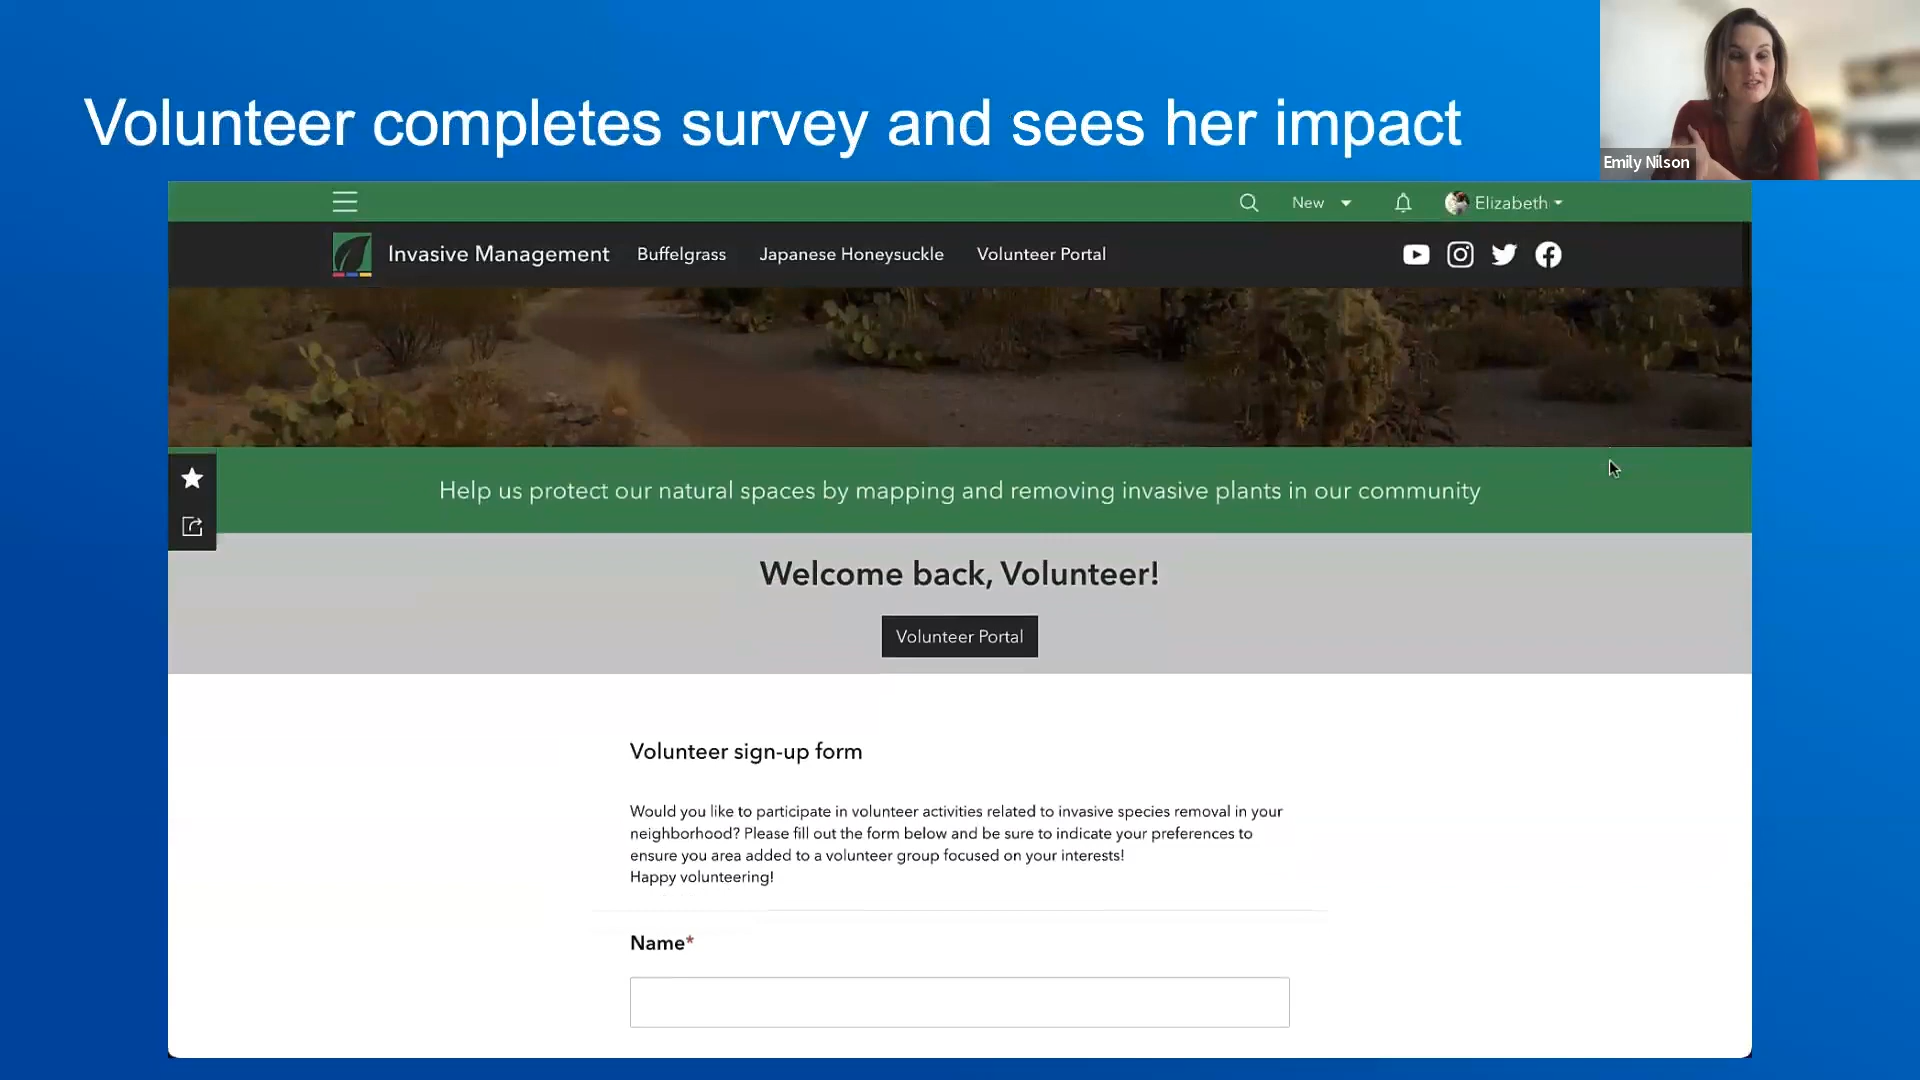 Volunteer completes survey and sees her impact
Emily Nilson
New
Elizabeth
Invasive Management
Buffelgrass
Japanese Honeysuckle
Volunteer Portal
Help us protect our natural spaces by mapping and removing invasive plants in our community
Welcome back, Volunteer!
Volunteer Portal
Volunteer sign-up form
Would you like to participate in volunteer activities related to invasive species removal in your
neighborhood? Please fill out the form below and be sure to indicate your preferences to
ensure you area added to a volunteer group focused on your interests!
Happy volunteering!
Name*